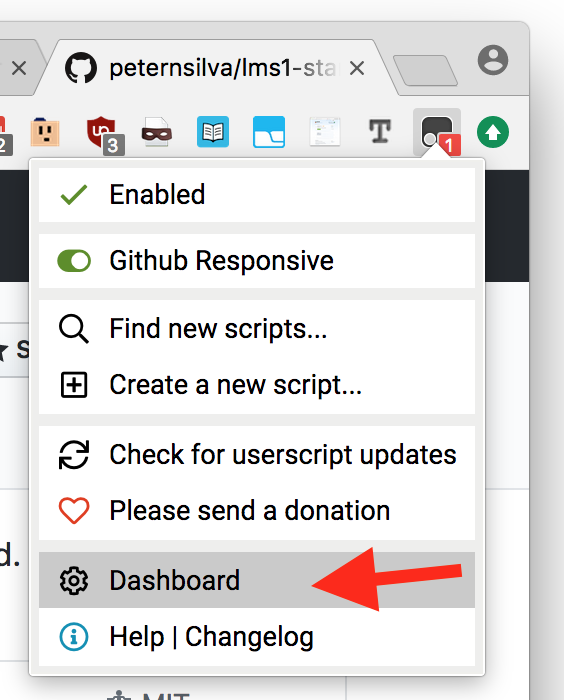 peternsilva/lms1-sta
2
3
1
Enabled
Github Responsive
S
Find new scripts...
Create a new script...
Check for userscript updates
Please send a donation
d.
Dashboard
Help | Changelog
MIT